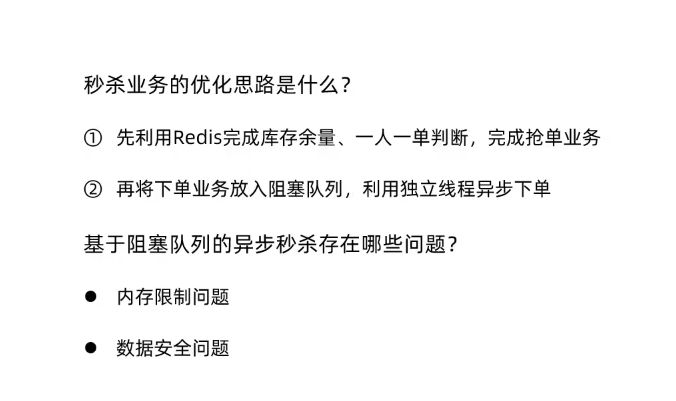 秒杀业务的优化思路是什么？
① 先利用Redis完成库存余量、一人一单判断，完成抢单业务
② 再将下单业务放入阻塞队列，利用独立线程异步下单
基于阻塞队列的异步秒杀存在哪些问题？
● 内存限制问题
● 数据安全问题